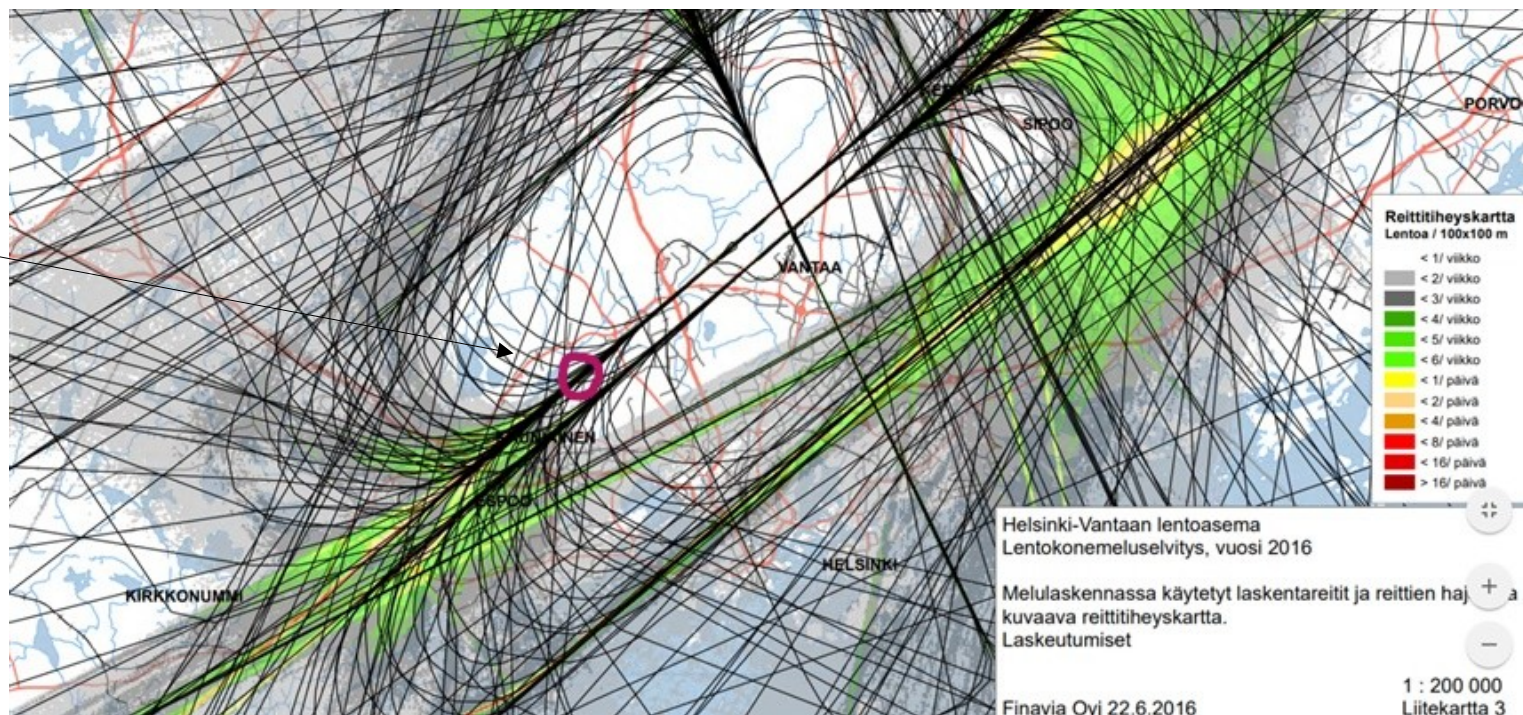 KERAVA
SIPOO
PORVO
VANTAA
ESPOO
KIRKKONUMMI
HELSINKI
Reittitiheyskartta
Lentoa / 100x100 m
< 1/ viikko
< 2/ viikko
< 3/ viikko
< 4/ viikko
< 5/ viikko
< 6/ viikko
< 1/ päivä
< 2/ päivä
< 4/ päivä
< 8/ päivä
< 16/ päivä
> 16/ päivä
Helsinki-Vantaan lentoasema
Lentokonemeluselvitys, vuosi 2016
Melulaskennassa käytetyt laskentareitit ja reittien
kuvaava reittitiheyskartta.
Laskeutumiset
1 : 200 000
Finavia Oyj 22.6.2016
Liitekartta 3